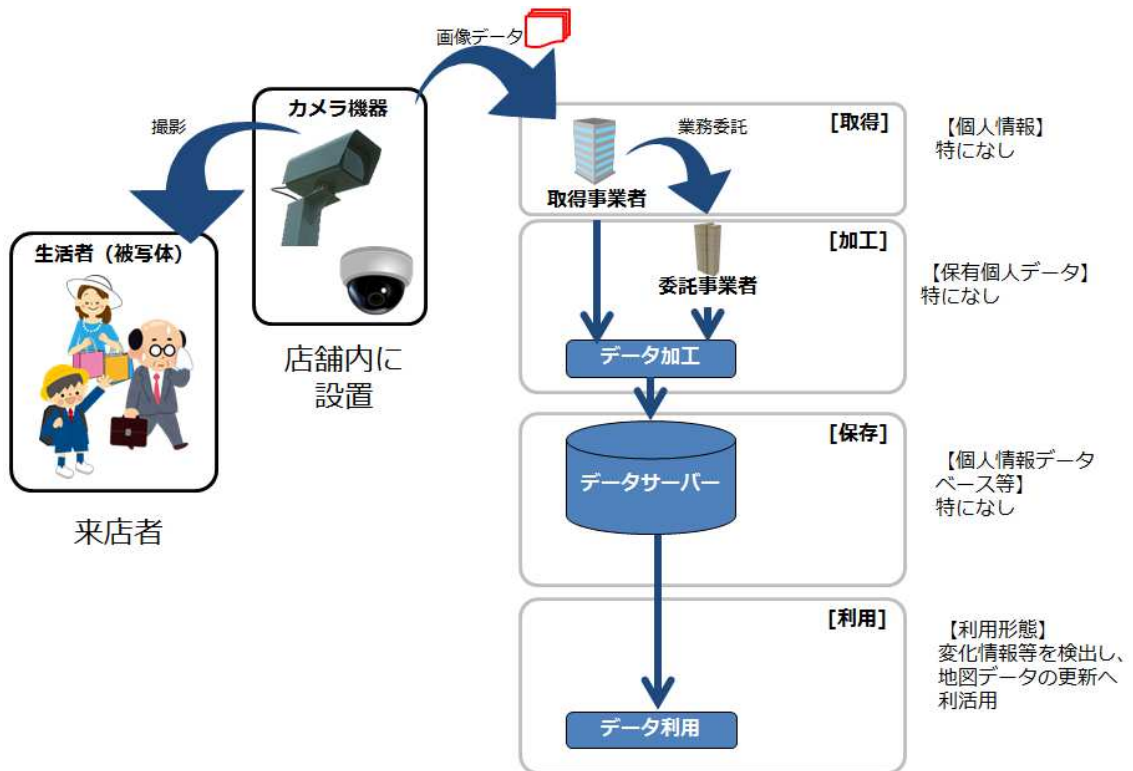 画像データ
カメラ機器
撮影
生活者（被写体）
店舗内に
設置
来店者
[取得]
業務委託
取得事業者
【個人情報】
特になし
[加工]
委託事業者
データ加工
【保有個人データ】
特になし
[保存]
データサーバー
【個人情報データ
ベース等】
特になし
[利用]
データ利用
【利用形態】
変化情報等を検出し、
地図データの更新へ
利活用